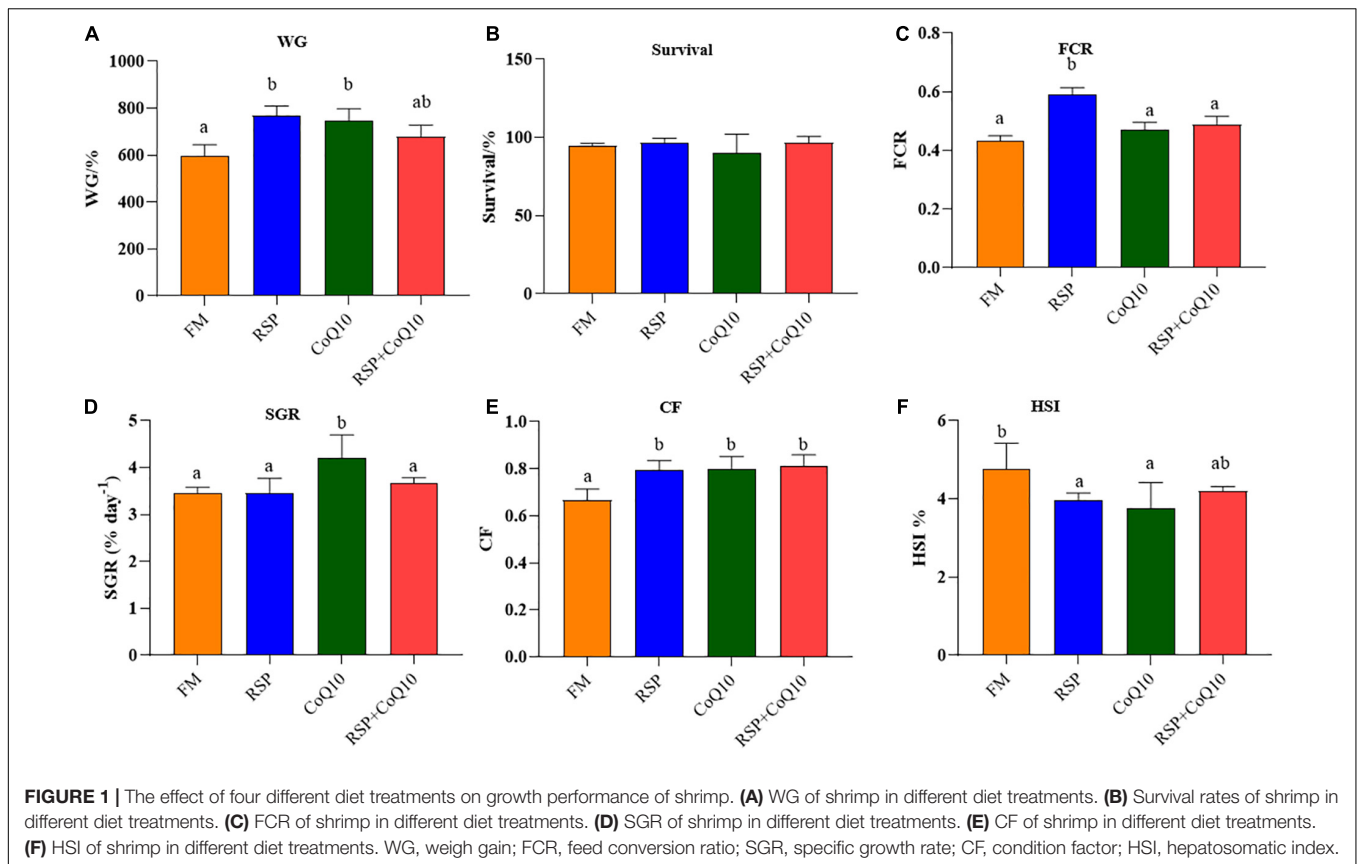 A
WG
WG/%
1000
800
600
400
200
0
a
b
b
ab
FM
RSP
CoQ10
RSP+CoQ10
B
Survival
Survival/%
150
100
50
0
FM
RSP
CoQ10
RSP+CoQ10
C
FCR
FCR
0.8
0.6
0.4
0.2
0.0
a
b
a
a
FM
RSP
CoQ10
RSP+CoQ10
D
SGR
SGR (% day⁻¹)
5
4
3
2
1
0
a
a
b
a
FM
RSP
CoQ10
RSP+CoQ10
E
CF
CF
1.0
0.8
0.6
0.4
0.2
0.0
a
b
b
b
FM
RSP
CoQ10
RSP+CoQ10
F
HSI
HSI %
6
4
2
0
b
a
a
ab
FM
RSP
CoQ10
RSP+CoQ10
FIGURE 1 | The effect of four different diet treatments on growth performance of shrimp. (A) WG of shrimp in different diet treatments. (B) Survival rates of shrimp in
different diet treatments. (C) FCR of shrimp in different diet treatments. (D) SGR of shrimp in different diet treatments. (E) CF of shrimp in different diet treatments.
(F) HSI of shrimp in different diet treatments. WG, weigh gain; FCR, feed conversion ratio; SGR, specific growth rate; CF, condition factor; HSI, hepatosomatic index.